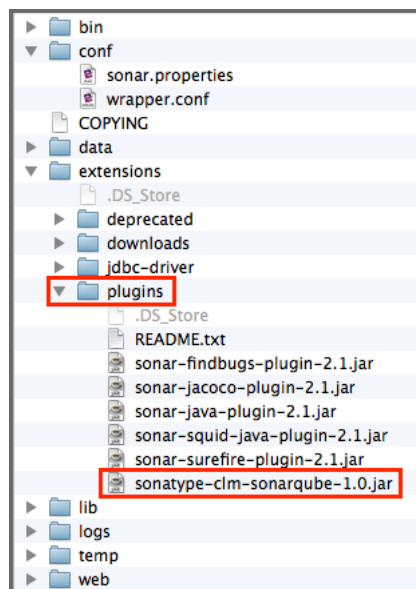 bin
conf
sonar.properties
wrapper.conf
COPYING
data
extensions
.DS_Store
deprecated
downloads
jdbc-driver
plugins
.DS_Store
README.txt
sonar-findbugs-plugin-2.1.jar
sonar-jacoco-plugin-2.1.jar
sonar-java-plugin-2.1.jar
sonar-squid-java-plugin-2.1.jar
sonar-surefire-plugin-2.1.jar
sonatype-clm-sonarqube-1.0.jar
lib
logs
temp
web